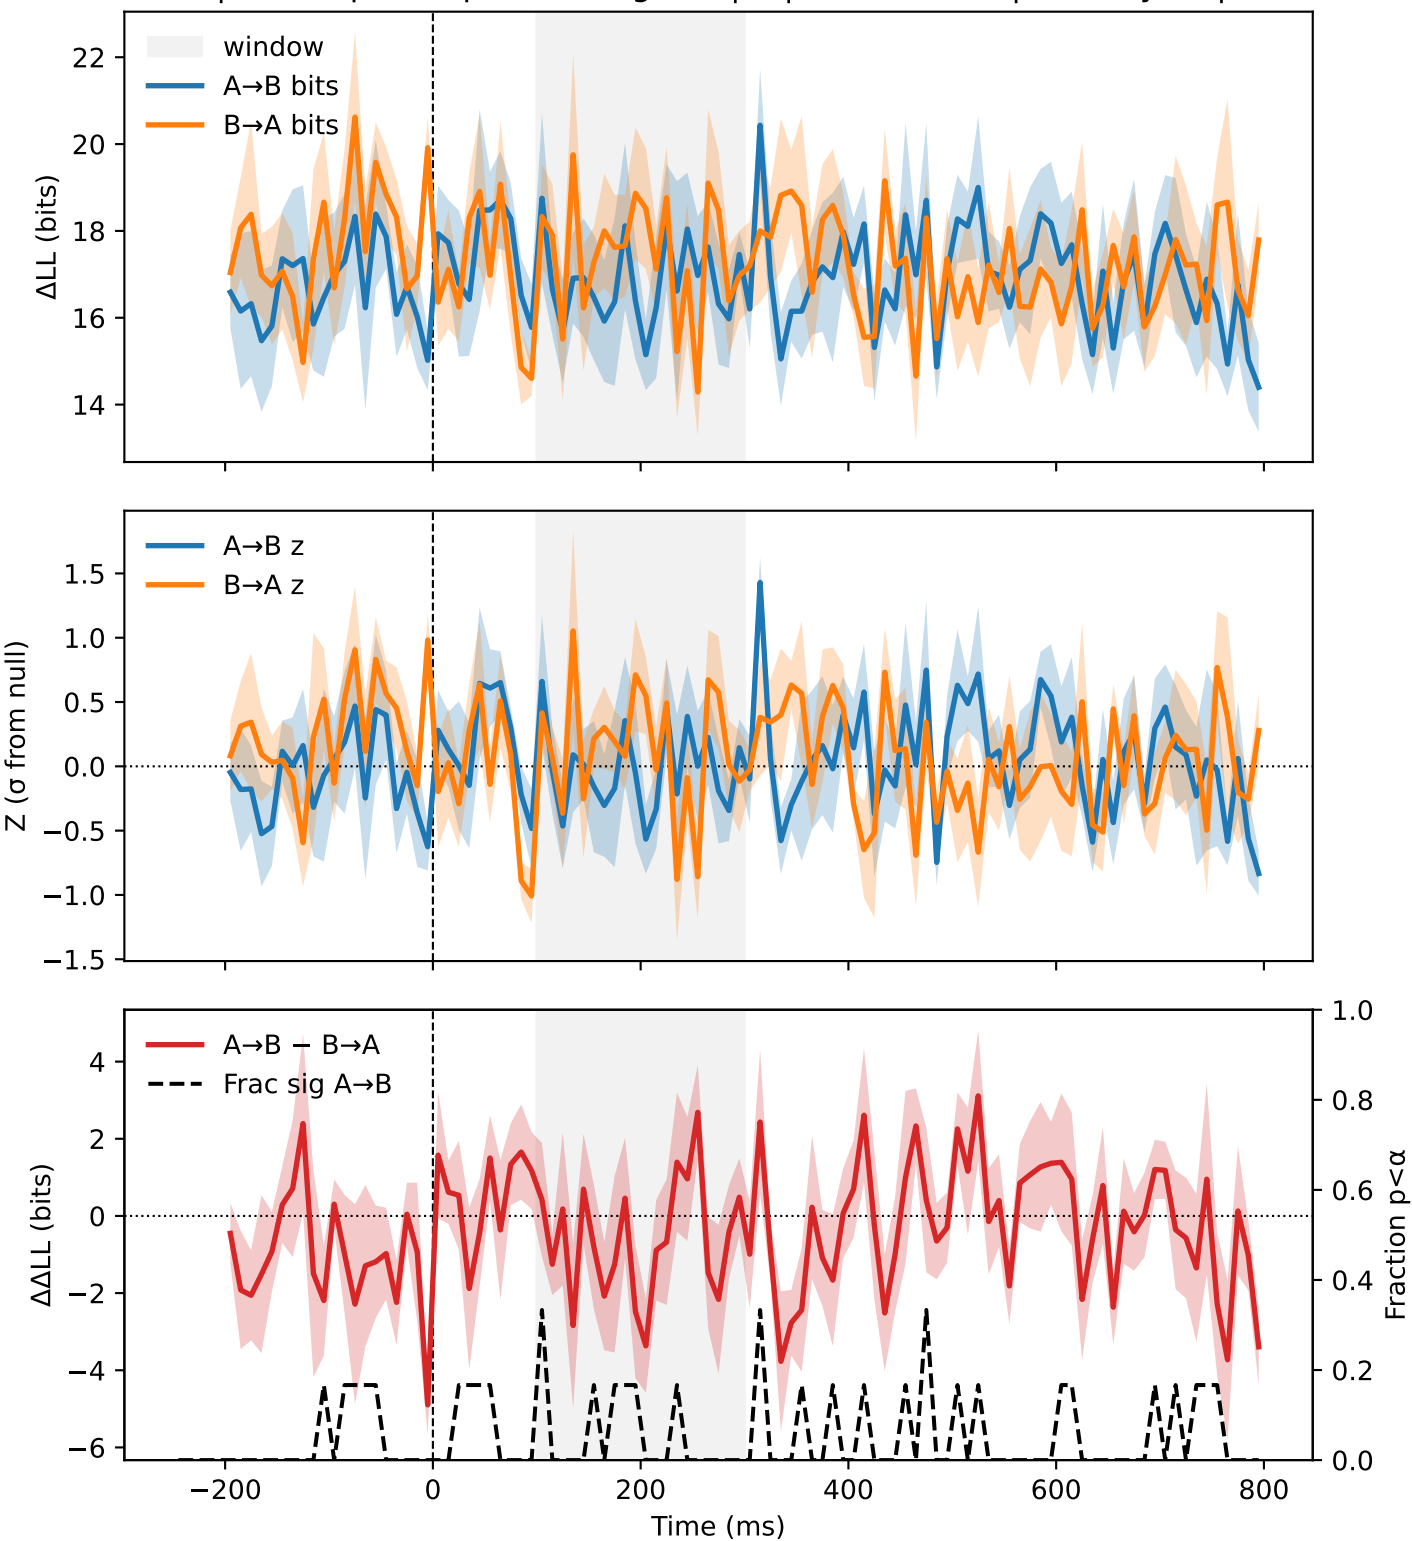 window
A→B bits
B→A bits
ΔLL (bits)
22
20
18
16
14
A→B z
B→A z
Z (σ from null)
1.5
1.0
0.5
0.0
−0.5
−1.0
−1.5
A→B − B→A
Frac sig A→B
ΔΔLL (bits)
4
2
0
−2
−4
−6
1.0
0.8
0.6
0.4
0.2
0.0
Fraction p<α
−200
0
200
400
600
800
Time (ms)